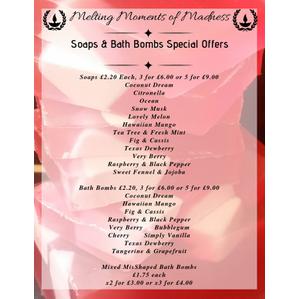 Melting Moments of Madness
Soaps & Bath Bombs Special Offers
Soaps £2.20 Each, 3 for £6.00 or 5 for £9.00
Coconut Dream
Citronella
Ocean
Snow Musk
Lovely Melon
Hawaiian Mango
Tea Tree & Fresh Mint
Fig & Cassis
Texas Dewberry
Very Berry
Raspberry & Black Pepper
Sweet Fennel & Jojoba
Bath Bombs £2.20, 3 for £6.00 or 5 for £9.00
Coconut Dream
Hawaiian Mango
Fig & Cassis
Raspberry & Black Pepper
Very Berry Bubblegum
Cherry Simply Vanilla
Texas Dewberry
Tangerine & Grapefruit
Mixed MisShaped Bath Bombs
£1.75 each
x2 for £3.00 or x3 for £4.00